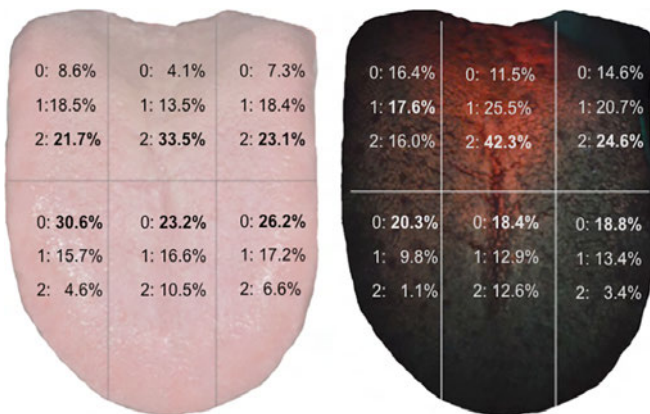 0: 8.6% 0: 4.1% 0: 7.3%
1:18.5% 1:13.5% 1: 18.4%
2: 21.7% 2: 33.5% 2: 23.1%
0: 30.6% 0: 23.2% 0: 26.2%
1:15.7% 1: 16.6% 1: 17.2%
2: 4.6% 2: 10.5% 2: 6.6%
0: 16.4% 0: 11.5% 0: 14.6%
1: 17.6% 1: 25.5% 1: 20.7%
2: 16.0% 2: 42.3% 2: 24.6%
0: 20.3% 0: 18.4% 0: 18.8%
1: 9.8% 1: 12.9% 1: 13.4%
2: 1.1% 2: 12.6% 2: 3.4%